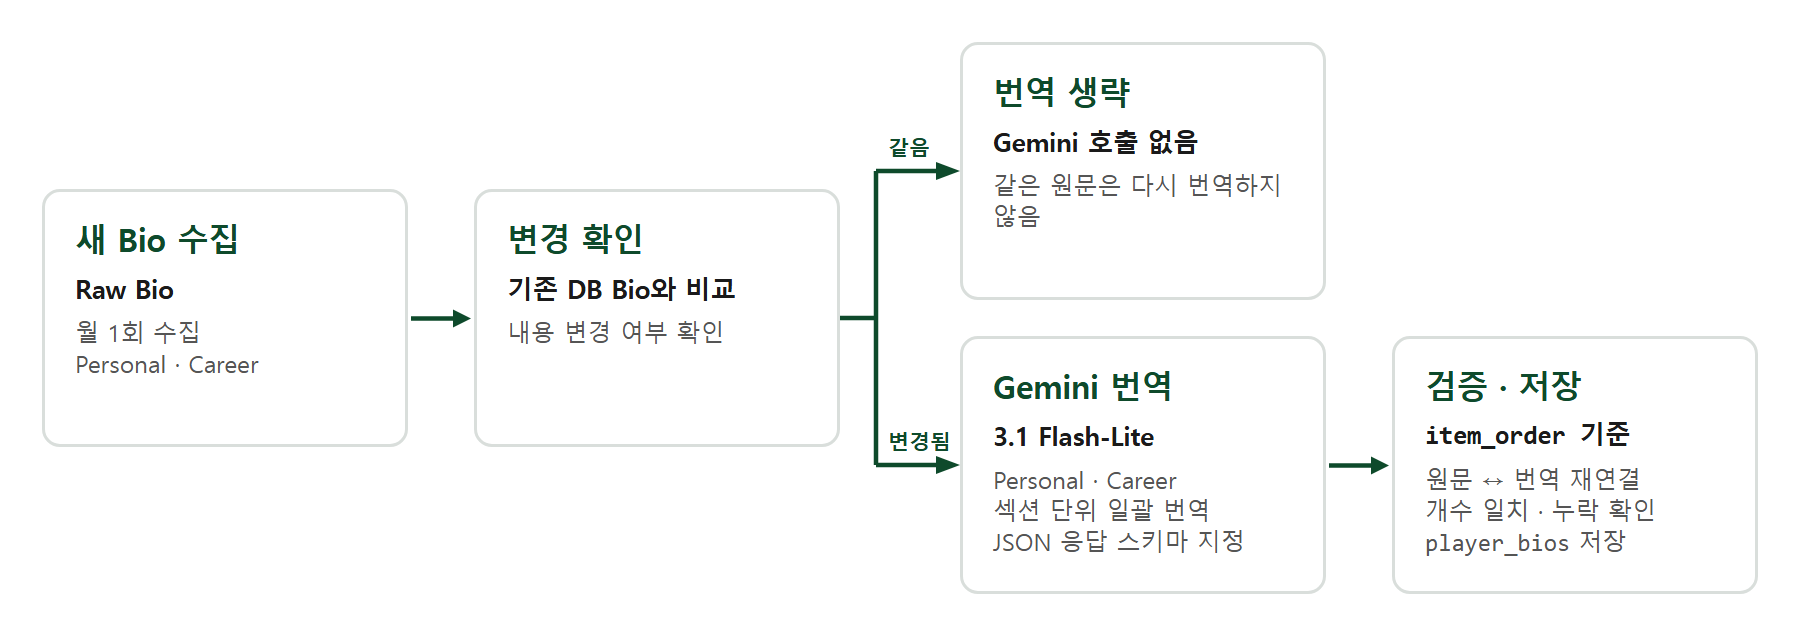 새 Bio 수집
Raw Bio
월 1회 수집
Personal · Career
변경 확인
기존 DB Bio와 비교
내용 변경 여부 확인
같음
번역 생략
Gemini 호출 없음
같은 원문은 다시 번역하지
않음
변경됨
Gemini 번역
3.1 Flash-Lite
Personal · Career
섹션 단위 일괄 번역
JSON 응답 스키마 지정
검증 · 저장
item_order 기준
원문 ↔ 번역 재연결
개수 일치 · 누락 확인
player_bios 저장